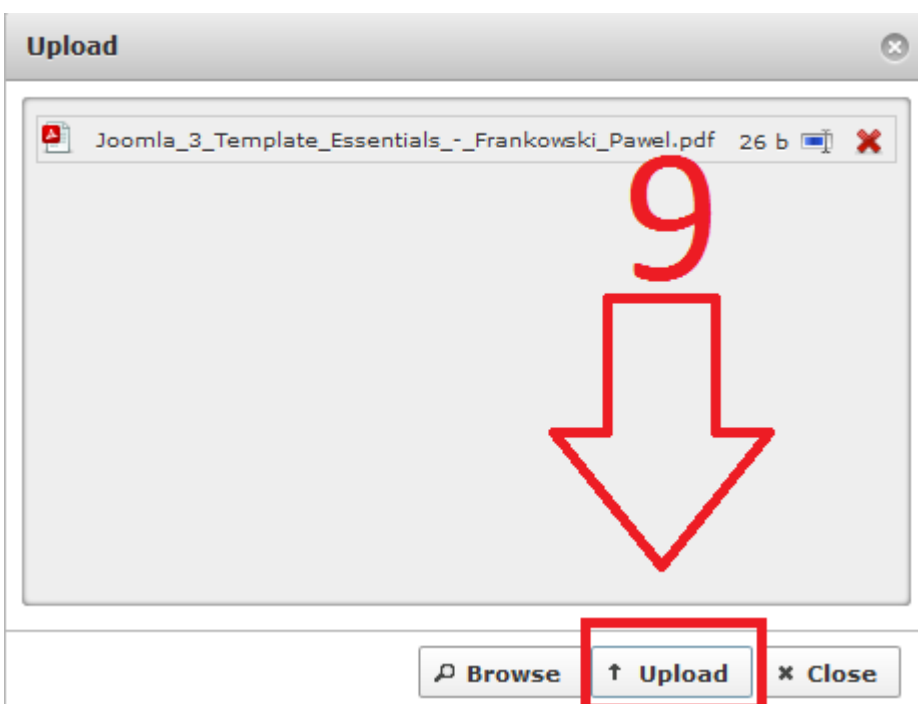 Upload
Joomla_3_Template_Essentials_-_Frankowski_Pawel.pdf 26 b
9
Browse Upload Close